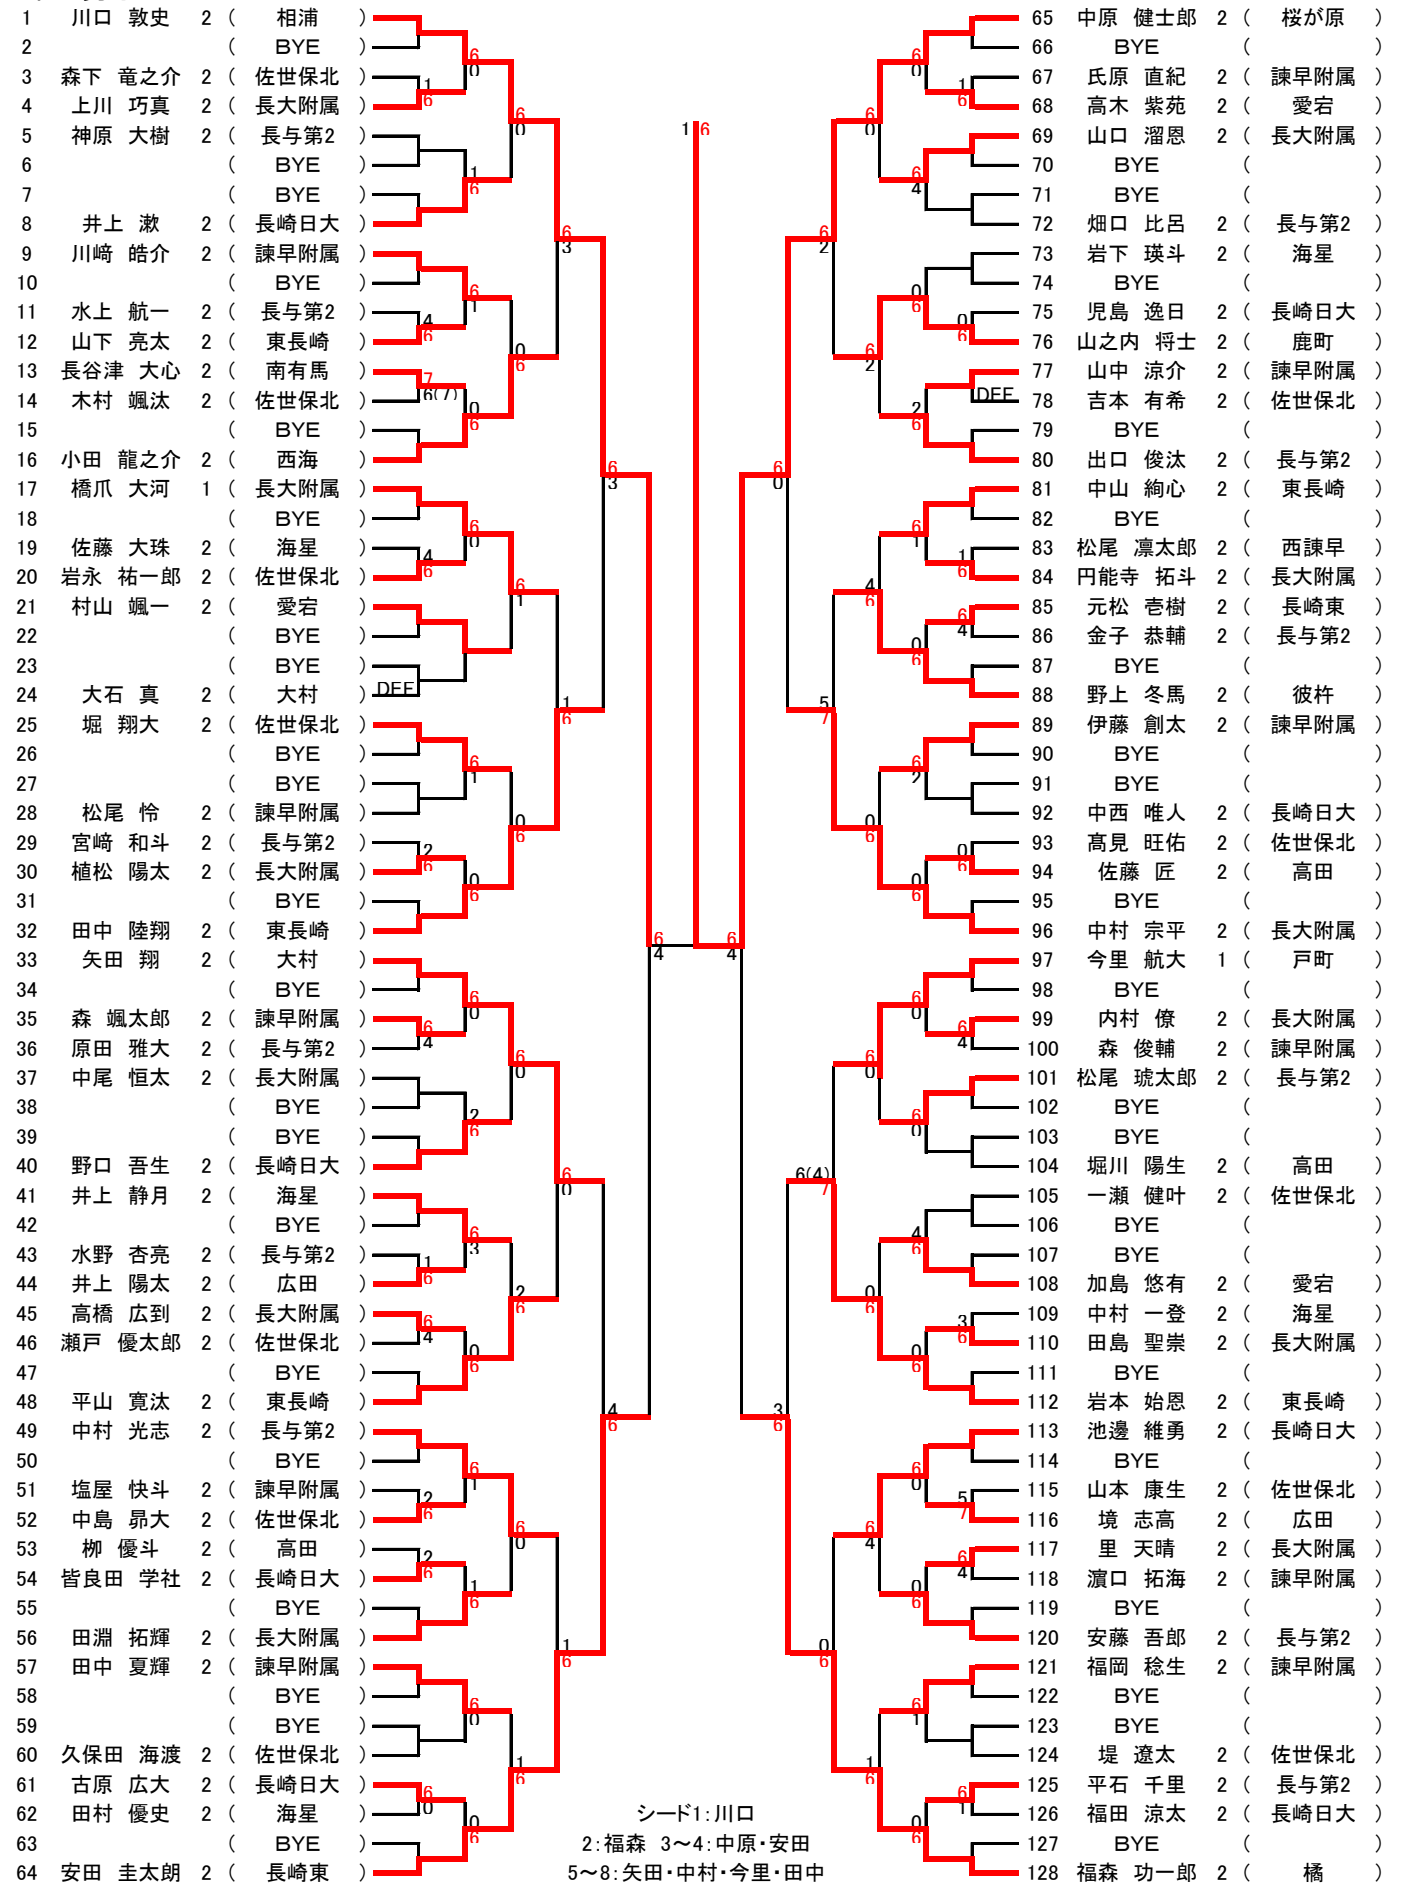 1 川口 敦史 2 ( 相浦 )
2 ( BYE )
3 森下 竜之介 2 ( 佐世保北 )
4 上川 巧真 2 ( 長大附属 )
5 神原 大樹 2 ( 長与第2 )
6 ( BYE )
7 ( BYE )
8 井上 漱 2 ( 長崎日大 )
9 川﨑 皓介 2 ( 諫早附属 )
10 ( BYE )
11 水上 航一 2 ( 長与第2 )
12 山下 亮太 2 ( 東長崎 )
13 長谷津 大心 2 ( 南有馬 )
14 木村 颯汰 2 ( 佐世保北 )
15 ( BYE )
16 小田 龍之介 2 ( 西海 )
17 橋爪 大河 1 ( 長大附属 )
18 ( BYE )
19 佐藤 大珠 2 ( 海星 )
20 岩永 祐一郎 2 ( 佐世保北 )
21 村山 颯一 2 ( 愛宕 )
22 ( BYE )
23 ( BYE )
24 大石 真 2 ( 大村 ) DEF
25 堀 翔大 2 ( 佐世保北 )
26 ( BYE )
27 ( BYE )
28 松尾 怜 2 ( 諫早附属 )
29 宮﨑 和斗 2 ( 長与第2 )
30 植松 陽太 2 ( 長大附属 )
31 ( BYE )
32 田中 陸翔 2 ( 東長崎 )
33 矢田 翔 2 ( 大村 )
34 ( BYE )
35 森 颯太郎 2 ( 諫早附属 )
36 原田 雅大 2 ( 長与第2 )
37 中尾 恒太 2 ( 長大附属 )
38 ( BYE )
39 ( BYE )
40 野口 吾生 2 ( 長崎日大 )
41 井上 静月 2 ( 海星 )
42 ( BYE )
43 水野 杏亮 2 ( 長与第2 )
44 井上 陽太 2 ( 広田 )
45 高橋 広到 2 ( 長大附属 )
46 瀬戸 優太郎 2 ( 佐世保北 )
47 ( BYE )
48 平山 寛汰 2 ( 東長崎 )
49 中村 光志 2 ( 長与第2 )
50 ( BYE )
51 塩屋 快斗 2 ( 諫早附属 )
52 中島 昴大 2 ( 佐世保北 )
53 栁 優斗 2 ( 高田 )
54 皆良田 学社 2 ( 長崎日大 )
55 ( BYE )
56 田淵 拓輝 2 ( 長大附属 )
57 田中 夏輝 2 ( 諫早附属 )
58 ( BYE )
59 ( BYE )
60 久保田 海渡 2 ( 佐世保北 )
61 古原 広大 2 ( 長崎日大 )
62 田村 優史 2 ( 海星 )
63 ( BYE )
64 安田 圭太朗 2 ( 長崎東 )
1 6
6 4
6 4
シード1:川口
2:福森 3～4:中原・安田
5～8:矢田・中村・今里・田中
65 中原 健士郎 2 ( 桜が原 )
66 BYE ( )
67 氏原 直紀 2 ( 諫早附属 )
68 高木 紫苑 2 ( 愛宕 )
69 山口 溜恩 2 ( 長大附属 )
70 BYE ( )
71 BYE ( )
72 畑口 比呂 2 ( 長与第2 )
73 岩下 瑛斗 2 ( 海星 )
74 BYE ( )
75 児島 逸日 2 ( 長崎日大 )
76 山之内 将士 2 ( 鹿町 )
77 山中 涼介 2 ( 諫早附属 )
DEF 78 吉本 有希 2 ( 佐世保北 )
79 BYE ( )
80 出口 俊汰 2 ( 長与第2 )
81 中山 絢心 2 ( 東長崎 )
82 BYE ( )
83 松尾 凛太郎 2 ( 西諫早 )
84 円能寺 拓斗 2 ( 長大附属 )
85 元松 壱樹 2 ( 長崎東 )
86 金子 恭輔 2 ( 長与第2 )
87 BYE ( )
88 野上 冬馬 2 ( 彼杵 )
89 伊藤 創太 2 ( 諫早附属 )
90 BYE ( )
91 BYE ( )
92 中西 唯人 2 ( 長崎日大 )
93 髙見 旺佑 2 ( 佐世保北 )
94 佐藤 匠 2 ( 高田 )
95 BYE ( )
96 中村 宗平 2 ( 長大附属 )
97 今里 航大 1 ( 戸町 )
98 BYE ( )
99 内村 僚 2 ( 長大附属 )
100 森 俊輔 2 ( 諫早附属 )
101 松尾 琥太郎 2 ( 長与第2 )
102 BYE ( )
103 BYE ( )
104 堀川 陽生 2 ( 高田 )
105 一瀬 健叶 2 ( 佐世保北 )
106 BYE ( )
107 BYE ( )
108 加島 悠有 2 ( 愛宕 )
109 中村 一登 2 ( 海星 )
110 田島 聖崇 2 ( 長大附属 )
111 BYE ( )
112 岩本 始恩 2 ( 東長崎 )
113 池邊 維勇 2 ( 長崎日大 )
114 BYE ( )
115 山本 康生 2 ( 佐世保北 )
116 境 志高 2 ( 広田 )
117 里 天晴 2 ( 長大附属 )
118 濵口 拓海 2 ( 諫早附属 )
119 BYE ( )
120 安藤 吾郎 2 ( 長与第2 )
121 福岡 稔生 2 ( 諫早附属 )
122 BYE ( )
123 BYE ( )
124 堤 遼太 2 ( 佐世保北 )
125 平石 千里 2 ( 長与第2 )
126 福田 涼太 2 ( 長崎日大 )
127 BYE ( )
128 福森 功一郎 2 ( 橘 )